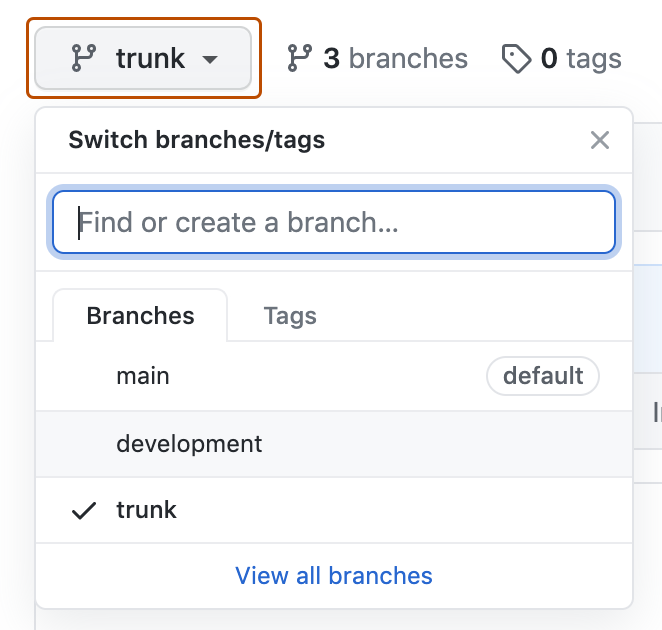 trunk 3 branches 0 tags
Switch branches/tags
Find or create a branch...
Branches Tags
main default
development
trunk
View all branches